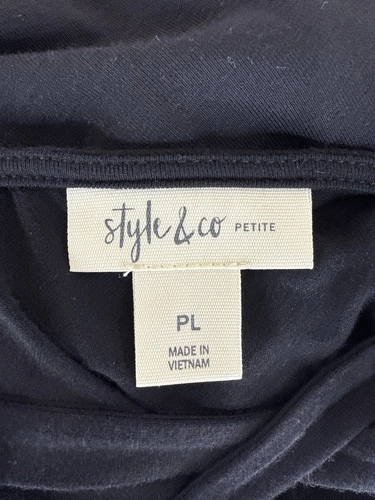 style & co PETITE
PL
MADE IN
VIETNAM